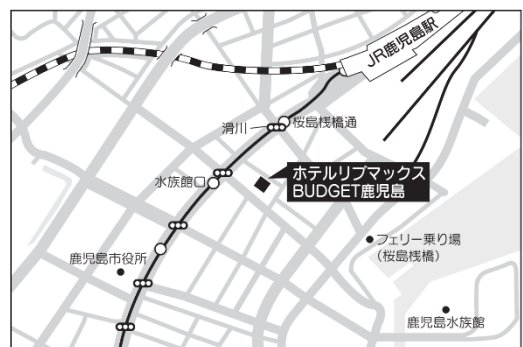 JR鹿児島駅
滑川
桜島桟橋通
水族館口
ホテルリブマックス
BUDGET鹿児島
フェリー乗り場
（桜島桟橋）
鹿児島市役所
鹿児島水族館